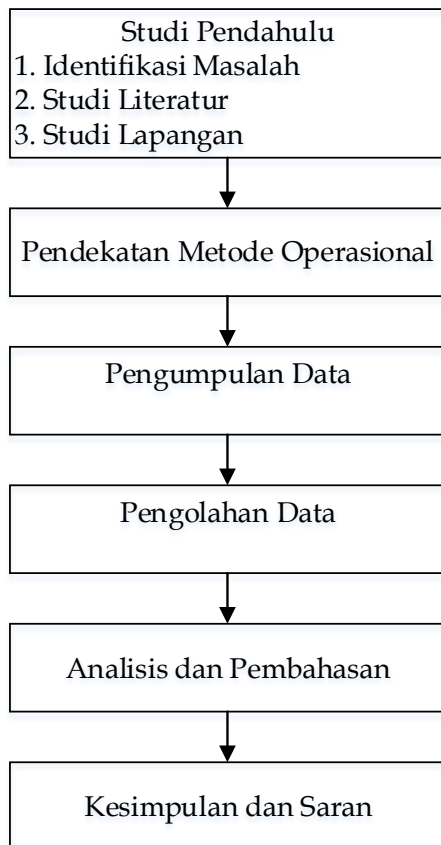 Studi Pendahulu
1. Identifikasi Masalah
2. Studi Literatur
3. Studi Lapangan
Pendekatan Metode Operasional
Pengumpulan Data
Pengolahan Data
Analisis dan Pembahasan
Kesimpulan dan Saran